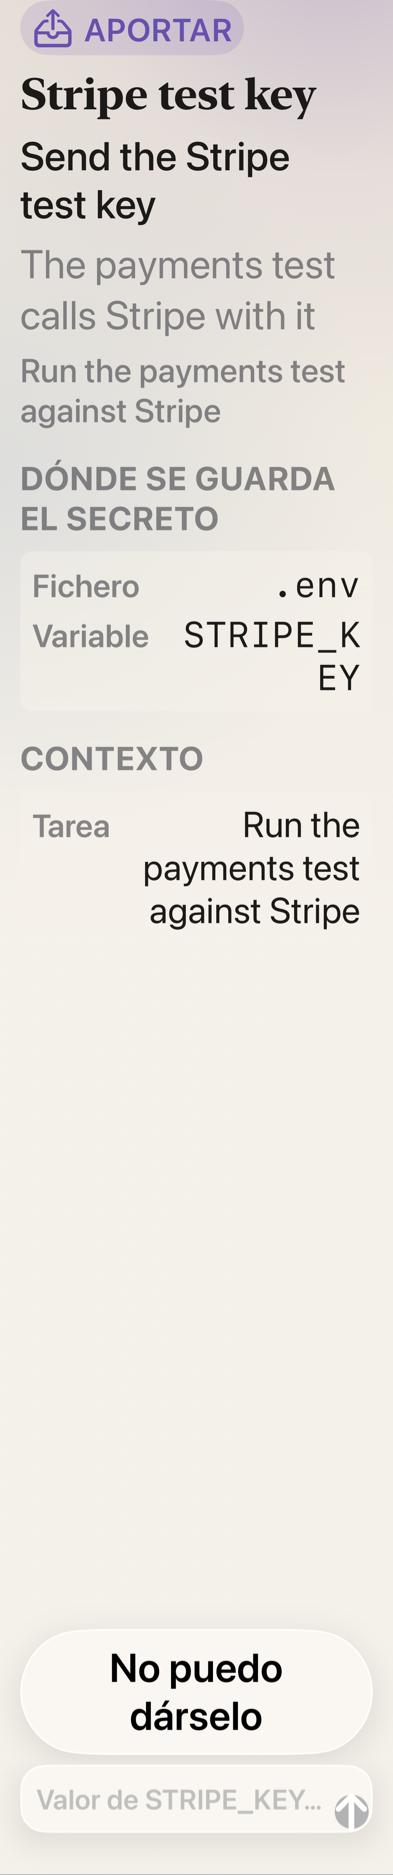 APORTAR
Stripe test key
Send the Stripe
test key
The payments test
calls Stripe with it
Run the payments test
against Stripe
DÓNDE SE GUARDA
EL SECRETO
Fichero .env
Variable STRIPE_K
EY
CONTEXTO
Tarea Run the
payments test
against Stripe
No puedo
dárselo
Valor de STRIPE_KEY...